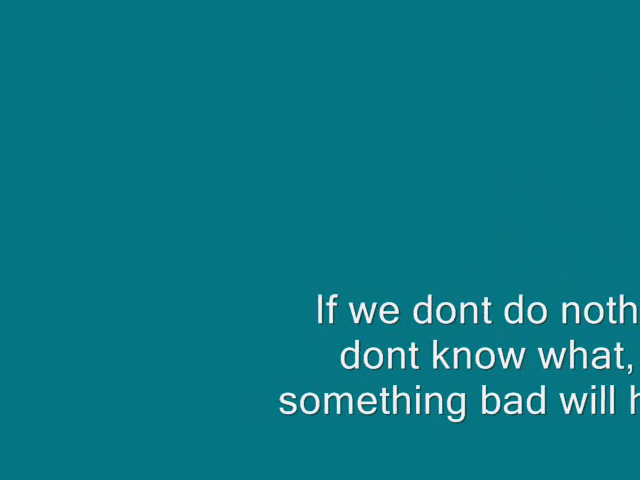 If we dont do noth
dont know what,
something bad will h